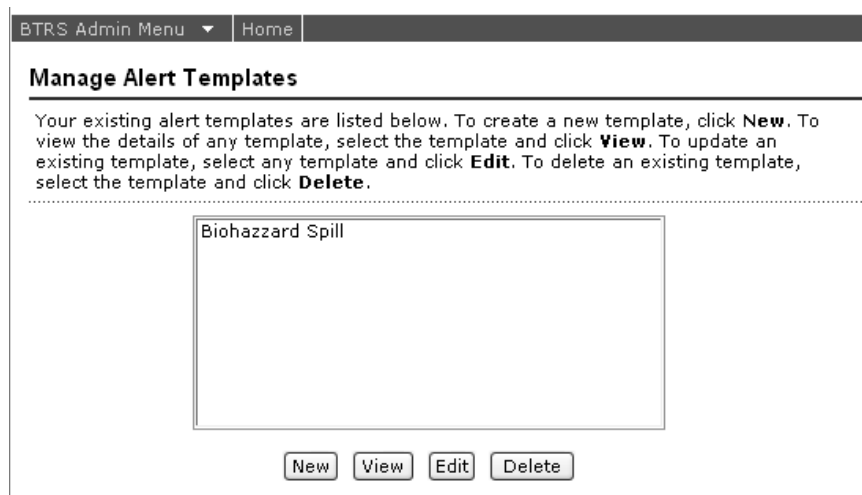 BTRS Admin Menu Home
Manage Alert Templates
Your existing alert templates are listed below. To create a new template, click New. To
view the details of any template, select the template and click View. To update an
existing template, select any template and click Edit. To delete an existing template,
select the template and click Delete.
Biohazzard Spill
New View Edit Delete